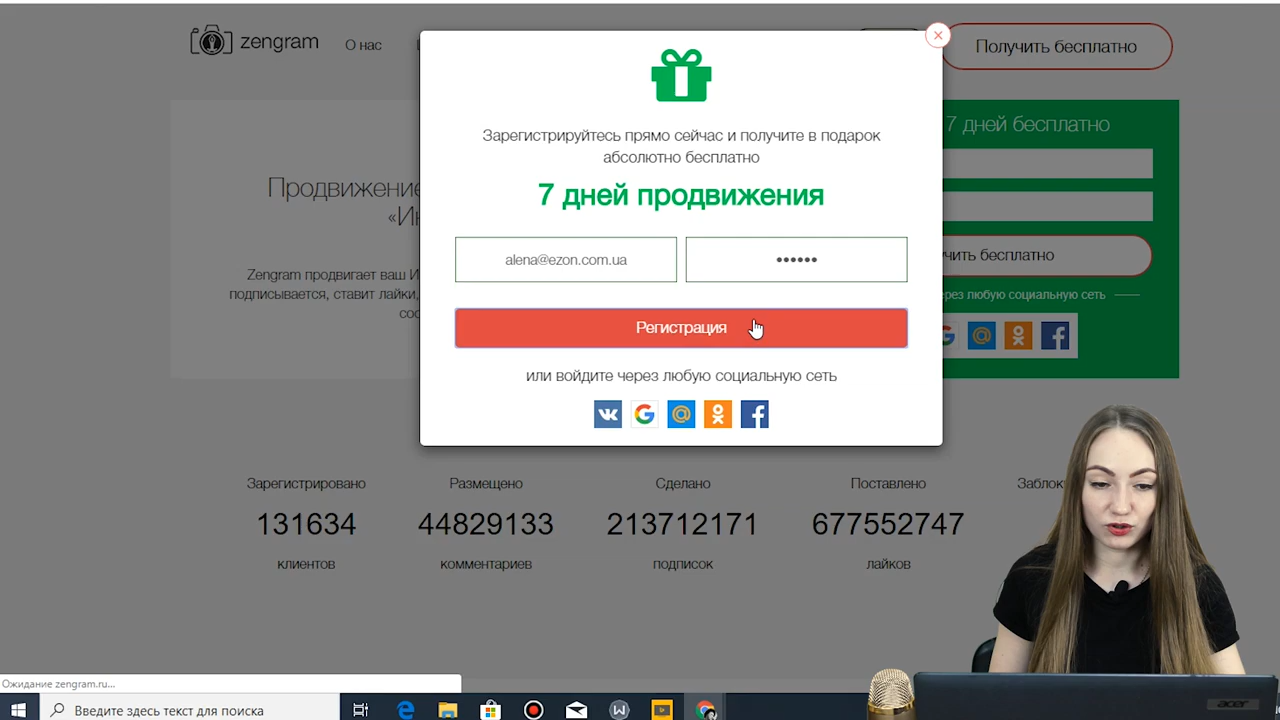 zengram
О нас
Получить бесплатно
Зарегистрируйтесь прямо сейчас и получите в подарок
абсолютно бесплатно
7 дней продвижения
alena@ezon.com.ua
••••••
Регистрация
или войдите через любую социальную сеть
Продвижение
Zengram продвигает ваш И
подписывается, ставит лайки,
7 дней бесплатно
чить бесплатно
ерез любую социальную сеть
Зарегистрировано
131634
клиентов
Размещено
44829133
комментариев
Сделано
213712171
подписок
Поставлено
677552747
лайков
Заблок
Ожидание zengram.ru...
Введите здесь текст для поиска
acer